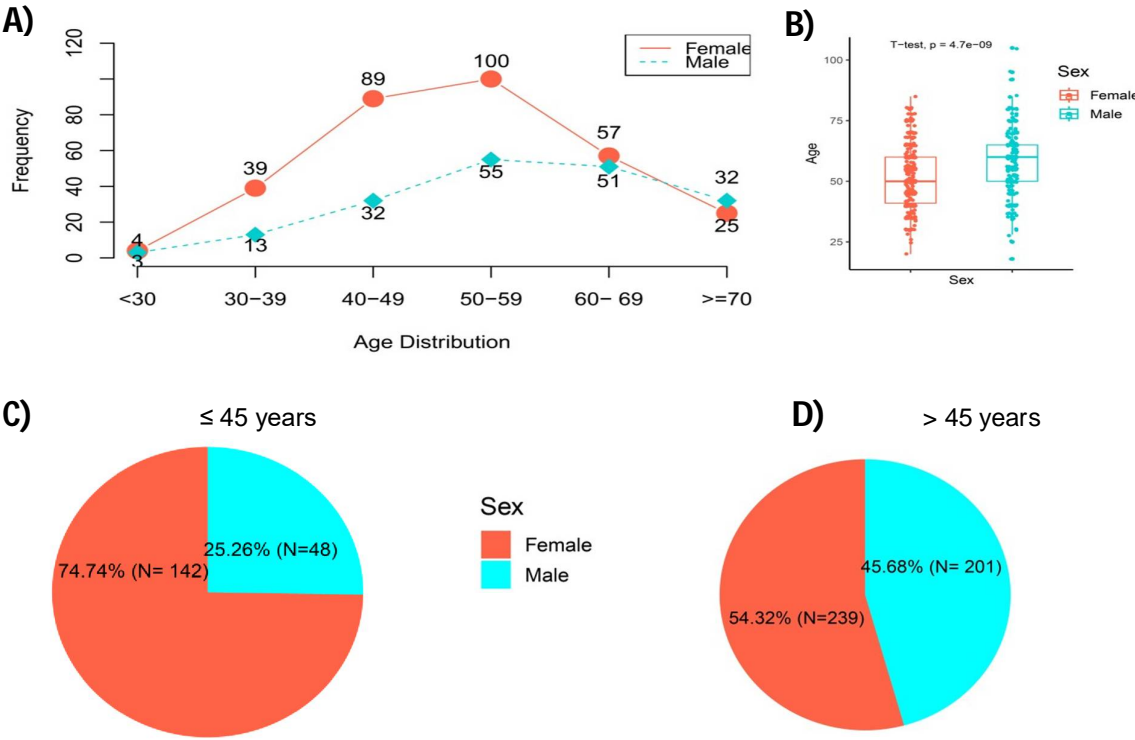 A)
120
80
60
40
20
0
Frequency
Female
Male
4
3
39
13
89
32
100
55
57
51
32
25
<30
30−39
40−49
50−59
60− 69
>=70
Age Distribution
B)
T−test, p = 4.7e−09
100
75
50
25
Age
Sex
Sex
Female
Male
C)
≤ 45 years
25.26% (N=48)
74.74% (N= 142)
Sex
Female
Male
D)
> 45 years
45.68% (N= 201)
54.32% (N=239)